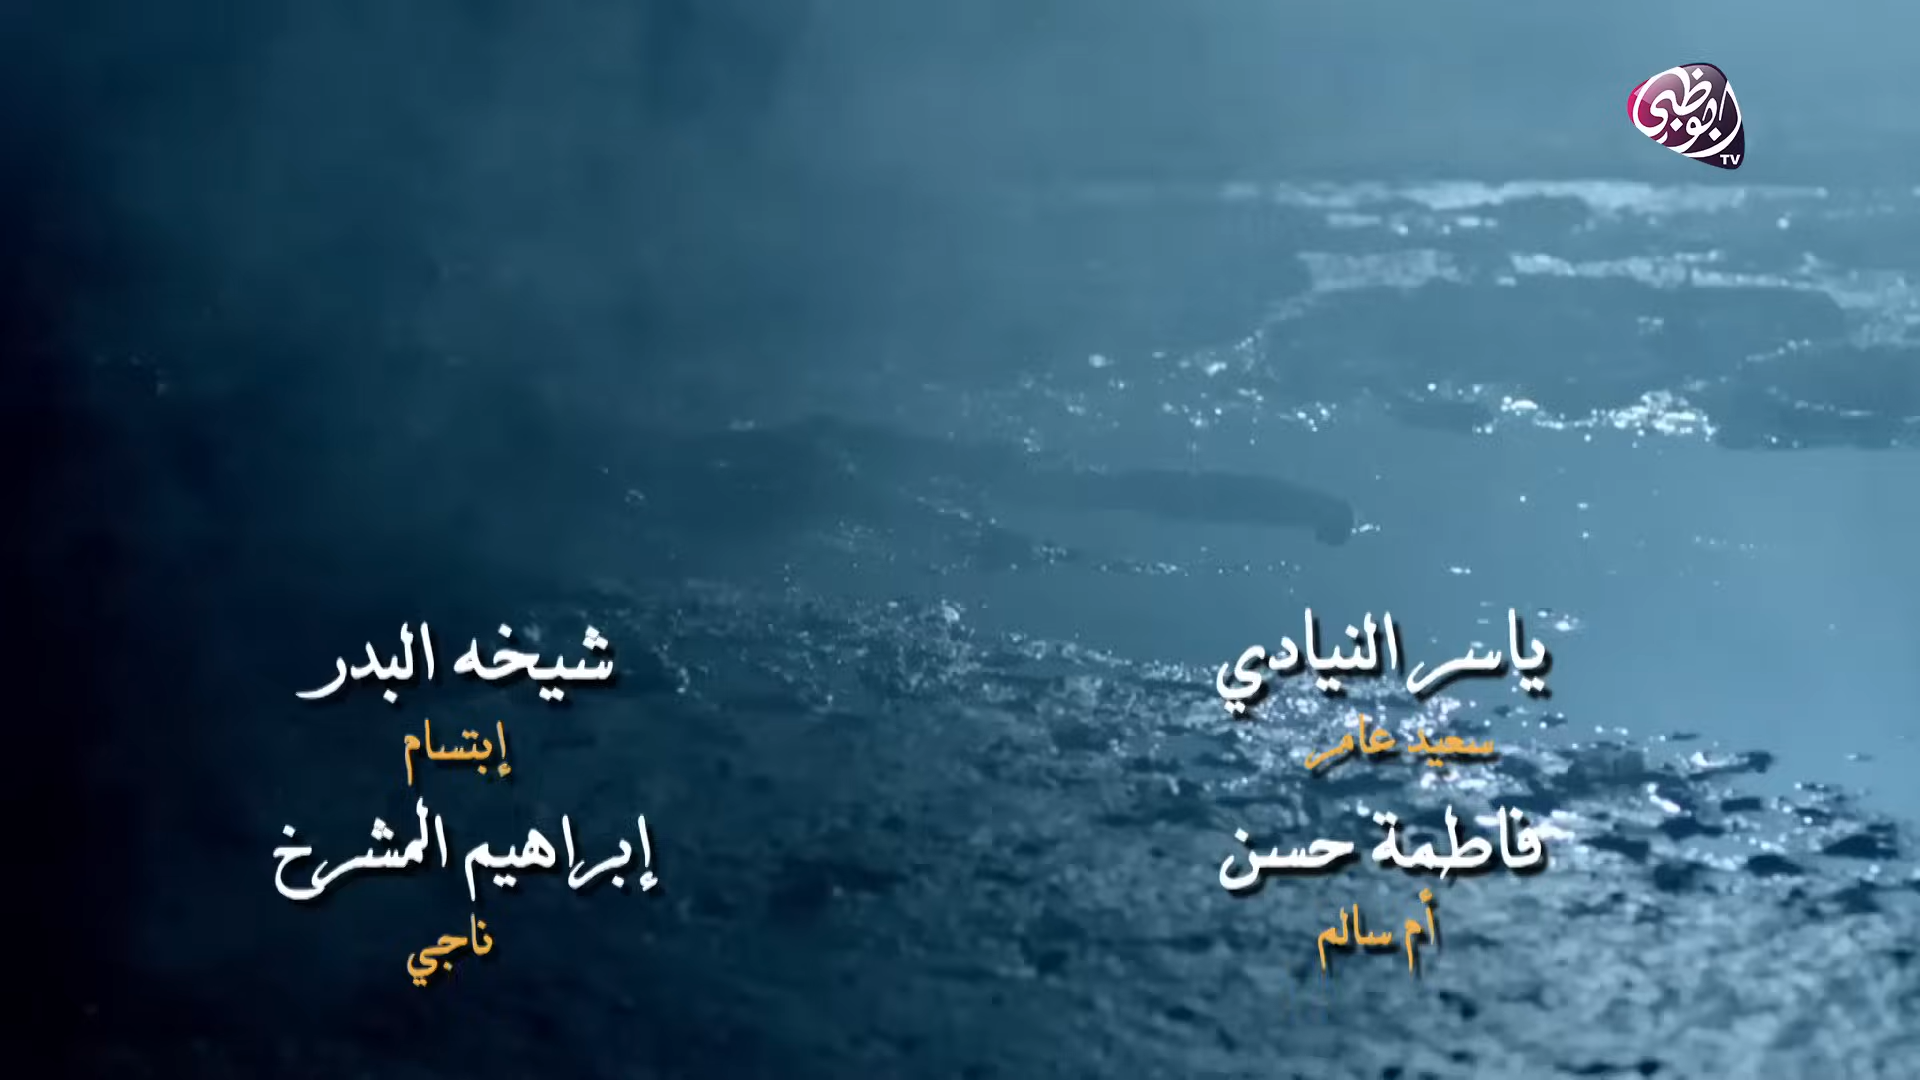 أبوظبي
TV
ياسر النيادي
سعيد عامر
شيخه البدر
إبتسام
فاطمة حسن
أم سالم
إبراهيم المشرخ
ناجي